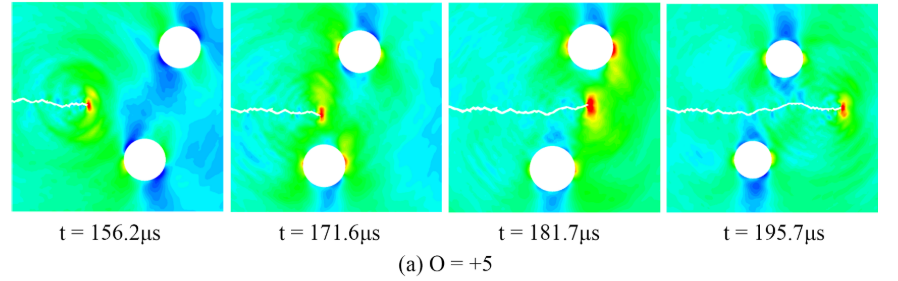 t = 156.2μs
t = 171.6μs
t = 181.7μs
t = 195.7μs
(a) O = +5